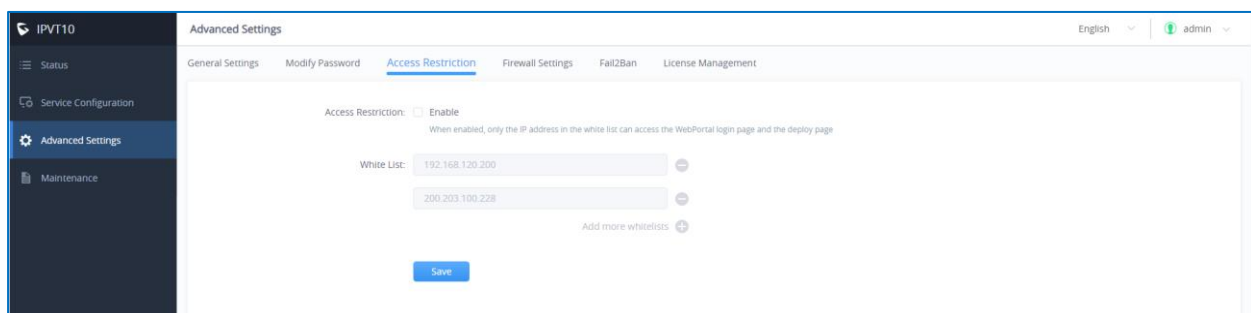 IPVT10
Advanced Settings
English
admin
Status
Service Configuration
Advanced Settings
Maintenance
General Settings
Modify Password
Access Restriction
Firewall Settings
Fail2Ban
License Management
Access Restriction:
Enable
When enabled, only the IP address in the white list can access the WebPortal login page and the deploy page
White List:
192.168.120.200
200.203.100.228
Add more whitelists
Save